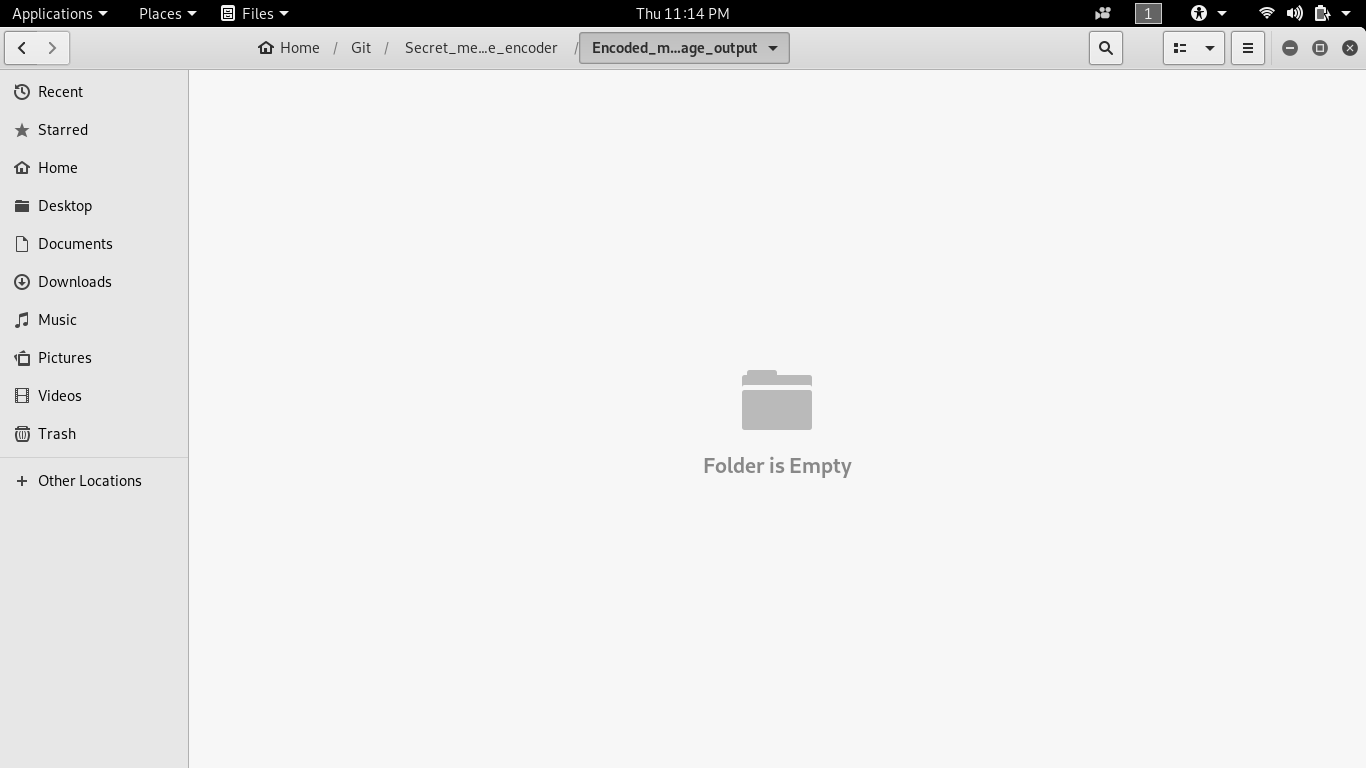 Applications Places Files Thu 11:14 PM 1
Home / Git / Secret_me...e_encoder / Encoded_m...age_output
Recent
Starred
Home
Desktop
Documents
Downloads
Music
Pictures
Videos
Trash
+ Other Locations
Folder is Empty